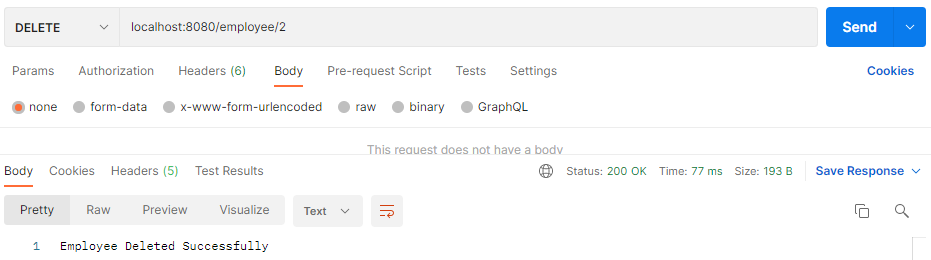 DELETE localhost:8080/employee/2 Send
Params Authorization Headers (6) Body Pre-request Script Tests Settings Cookies
none form-data x-www-form-urlencoded raw binary GraphQL
This request does not have a body
Body Cookies Headers (5) Test Results Status: 200 OK Time: 77 ms Size: 193 B Save Response
Pretty Raw Preview Visualize Text
1 Employee Deleted Successfully